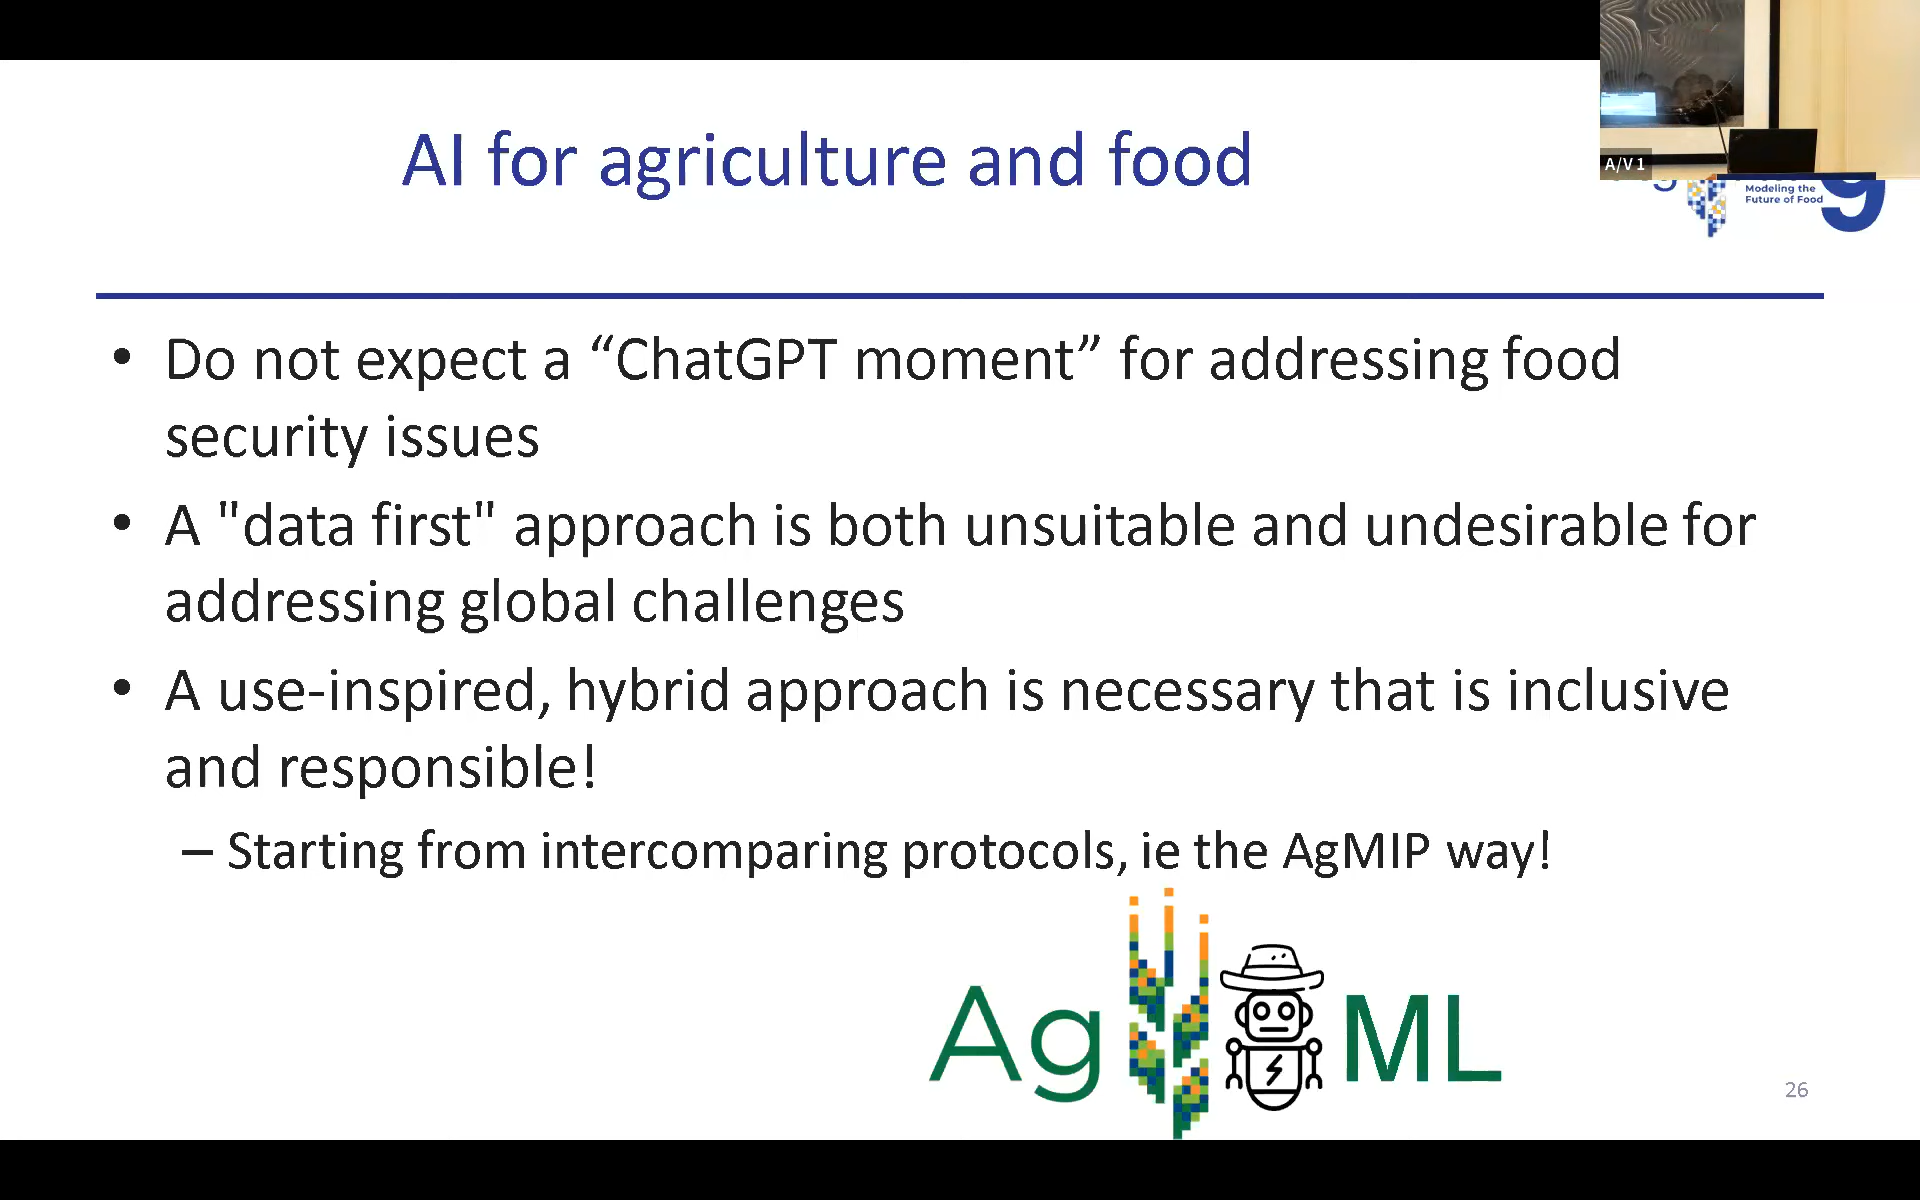 AI for agriculture and food
A/V 1
Modeling the
Future of Food
9
• Do not expect a “ChatGPT moment” for addressing food
security issues
• A "data first" approach is both unsuitable and undesirable for
addressing global challenges
• A use-inspired, hybrid approach is necessary that is inclusive
and responsible!
– Starting from intercomparing protocols, ie the AgMIP way!
Ag ML
26